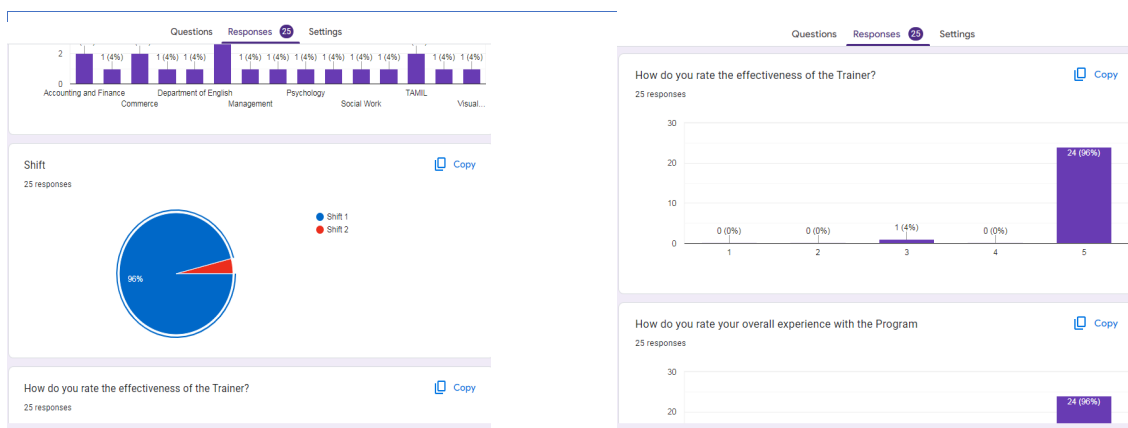 Questions Responses 25 Settings
2
1 (4%) 1 (4%) 1 (4%) 1 (4%) 1 (4%) 1 (4%) 1 (4%) 1 (4%) 1 (4%) 1 (4%) 1 (4%)
0
Accounting and Finance Department of English Psychology TAMIL
Commerce Management Social Work Visual...
Shift
Copy
25 responses
Shift 1
Shift 2
96%
How do you rate the effectiveness of the Trainer?
Copy
25 responses
Questions Responses 25 Settings
How do you rate the effectiveness of the Trainer?
Copy
25 responses
30
20
10
0
0 (0%) 0 (0%) 1 (4%) 0 (0%) 24 (96%)
1 2 3 4 5
How do you rate your overall experience with the Program
Copy
25 responses
30
20
24 (96%)